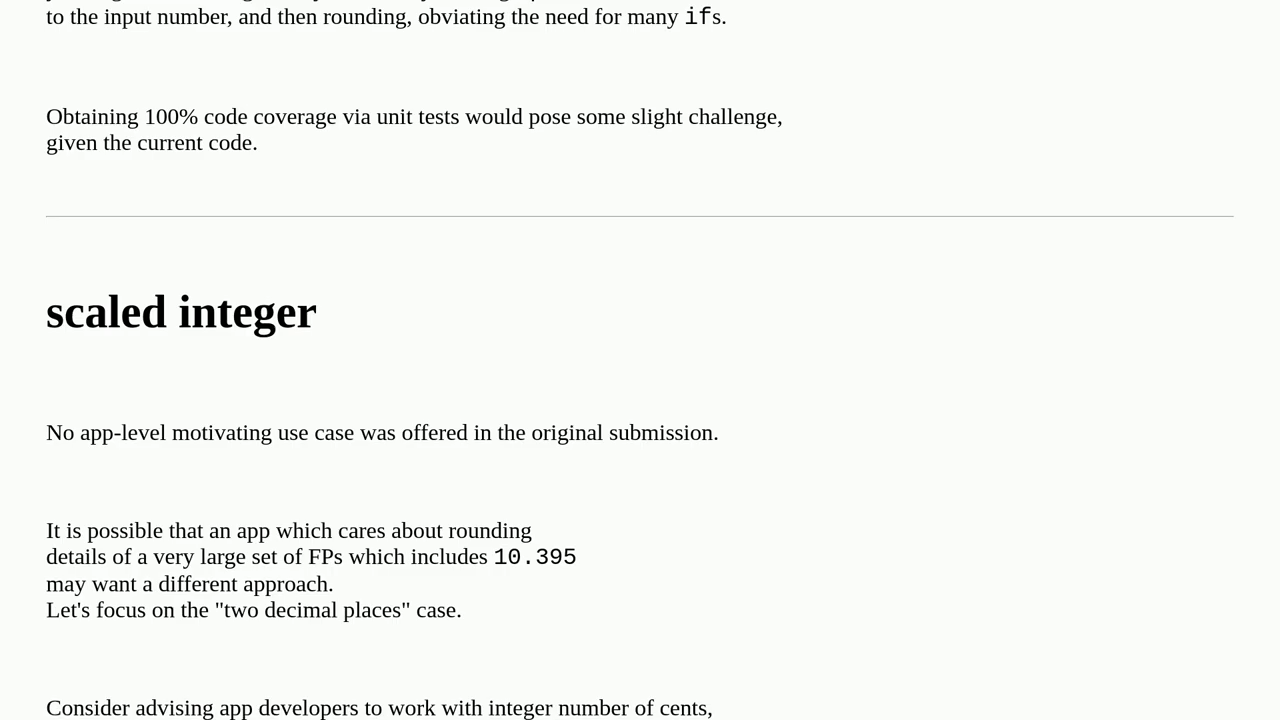 to the input number, and then rounding, obviating the need for many ifs.
Obtaining 100% code coverage via unit tests would pose some slight challenge,
given the current code.
scaled integer
No app-level motivating use case was offered in the original submission.
It is possible that an app which cares about rounding
details of a very large set of FPs which includes 10.395
may want a different approach.
Let's focus on the "two decimal places" case.
Consider advising app developers to work with integer number of cents,